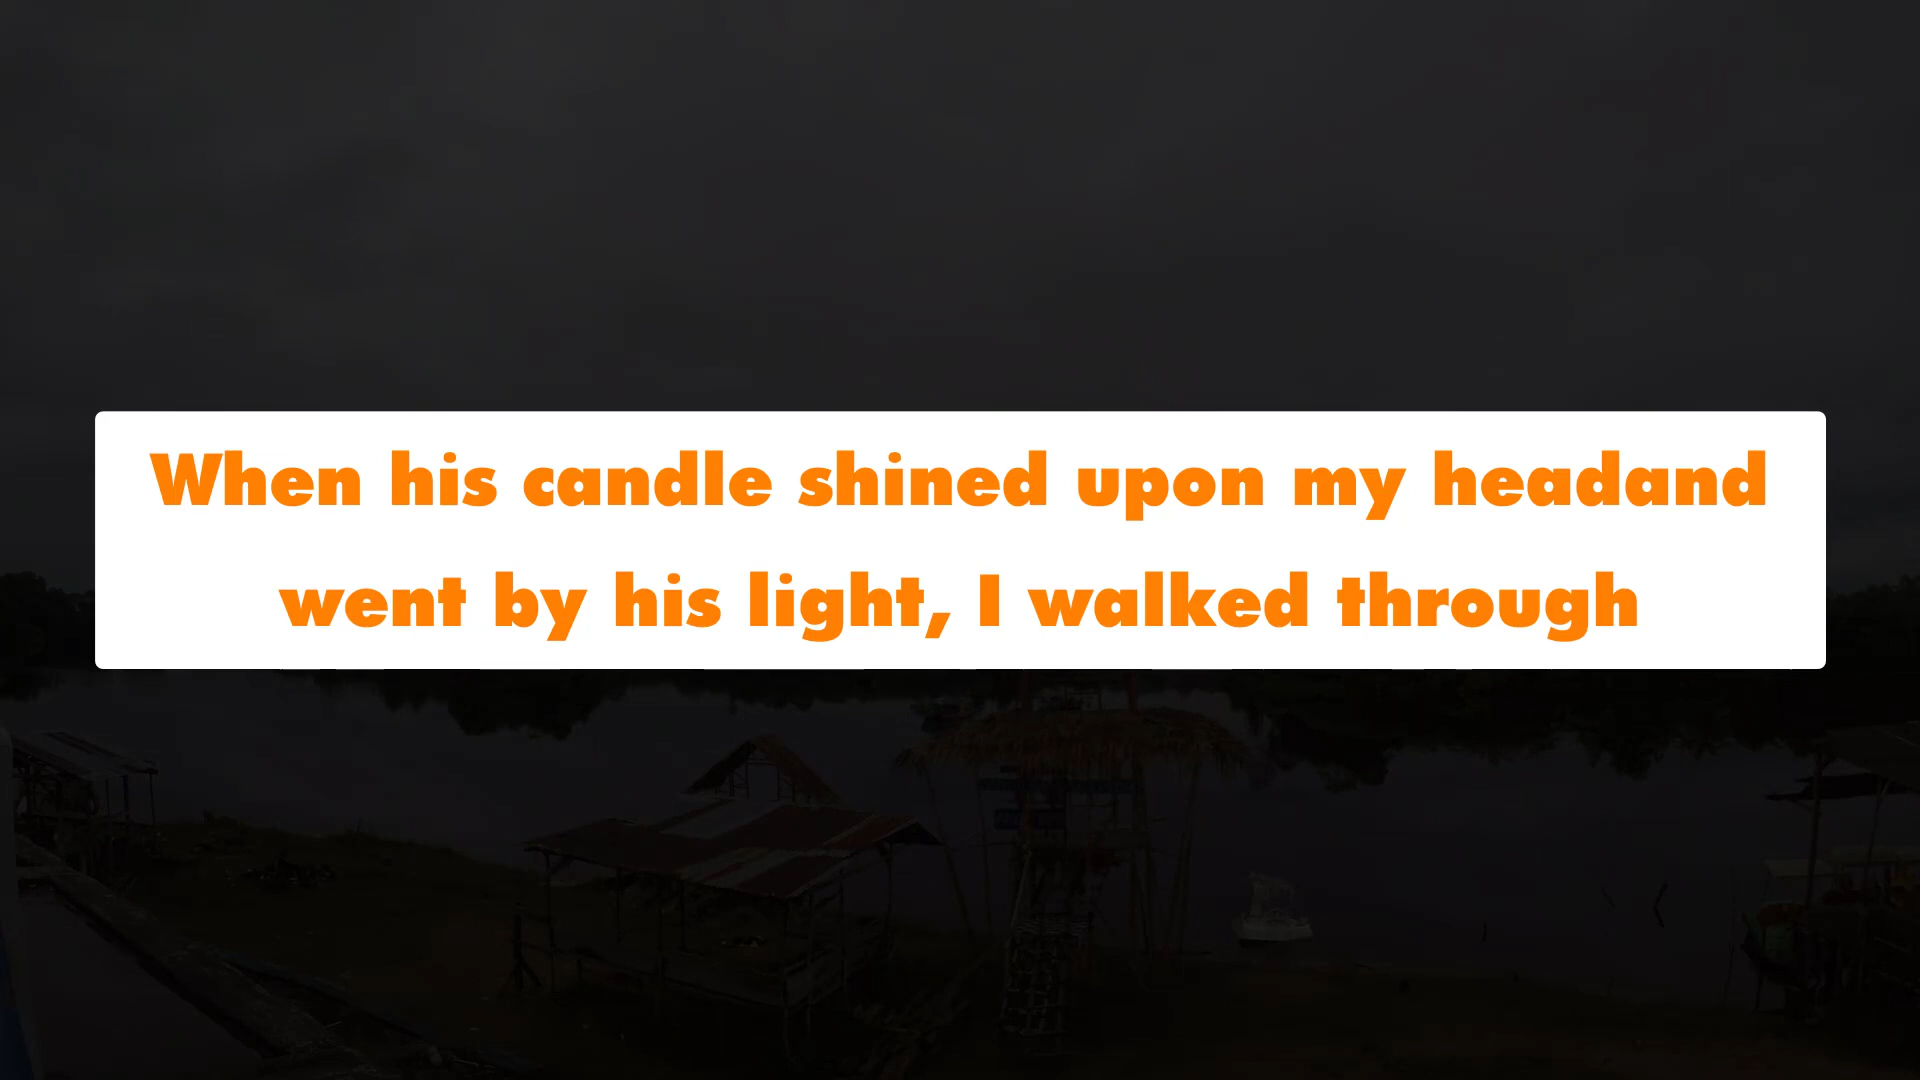 When his candle shined upon my headand
went by his light, I walked through